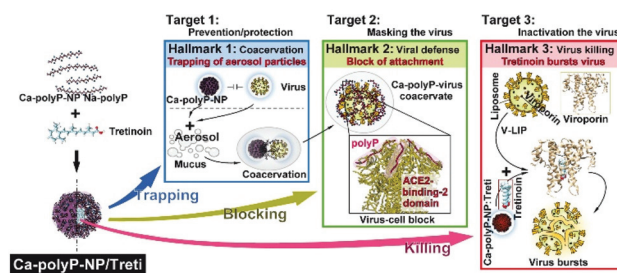 Target 1:
Prevention/protection
Hallmark 1: Coacervation
Trapping of aerosol particles
Virus
Ca-polyP-NP
+
Aerosol
Mucus
Coacervation
Target 2:
Masking the virus
Hallmark 2: Viral defense
Block of attachment
Ca-polyP-virus
coacervate
polyP
ACE2-
binding-2
domain
Virus-cell block
Target 3:
Inactivation the virus
Hallmark 3: Virus killing
Tretinoin bursts virus
Liposome
Viroporin
Viroporin
V-LIP
+
Ca-polyP-NP·Treti
Tretinoin
Virus bursts
Ca-polyP-NP Na-polyP
+
Tretinoin
Trapping
Blocking
Killing
Ca-polyP-NP/Treti